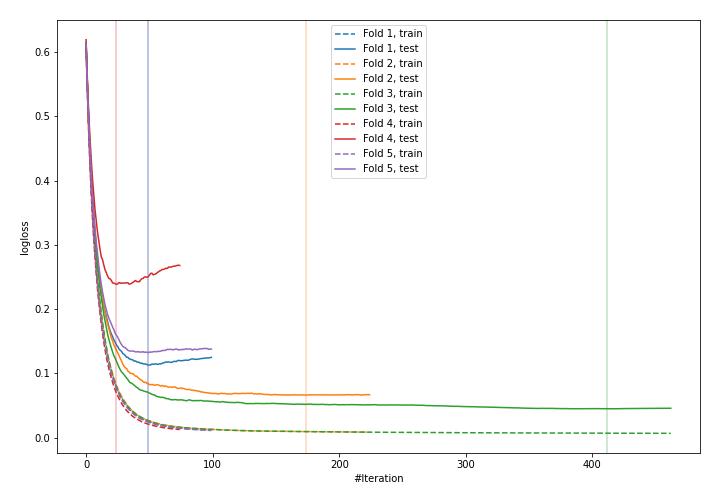 0.6
0.5
0.4
0.3
0.2
0.1
0.0
logloss
0
100
200
300
400
#Iteration
Fold 1, train
Fold 1, test
Fold 2, train
Fold 2, test
Fold 3, train
Fold 3, test
Fold 4, train
Fold 4, test
Fold 5, train
Fold 5, test